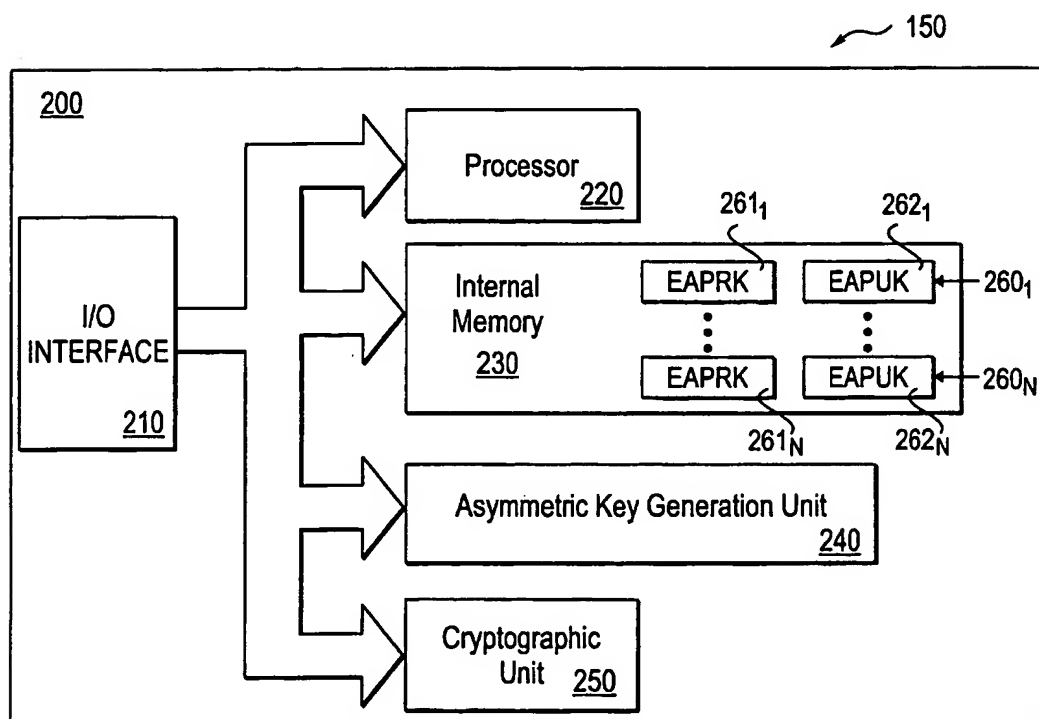 150
200
Processor
220
261₁
262₁
I/O
INTERFACE
210
Internal
Memory
230
EAPRK
EAPUK
260₁
EAPRK
EAPUK
260N
261N
262N
Asymmetric Key Generation Unit
240
Cryptographic
Unit
250